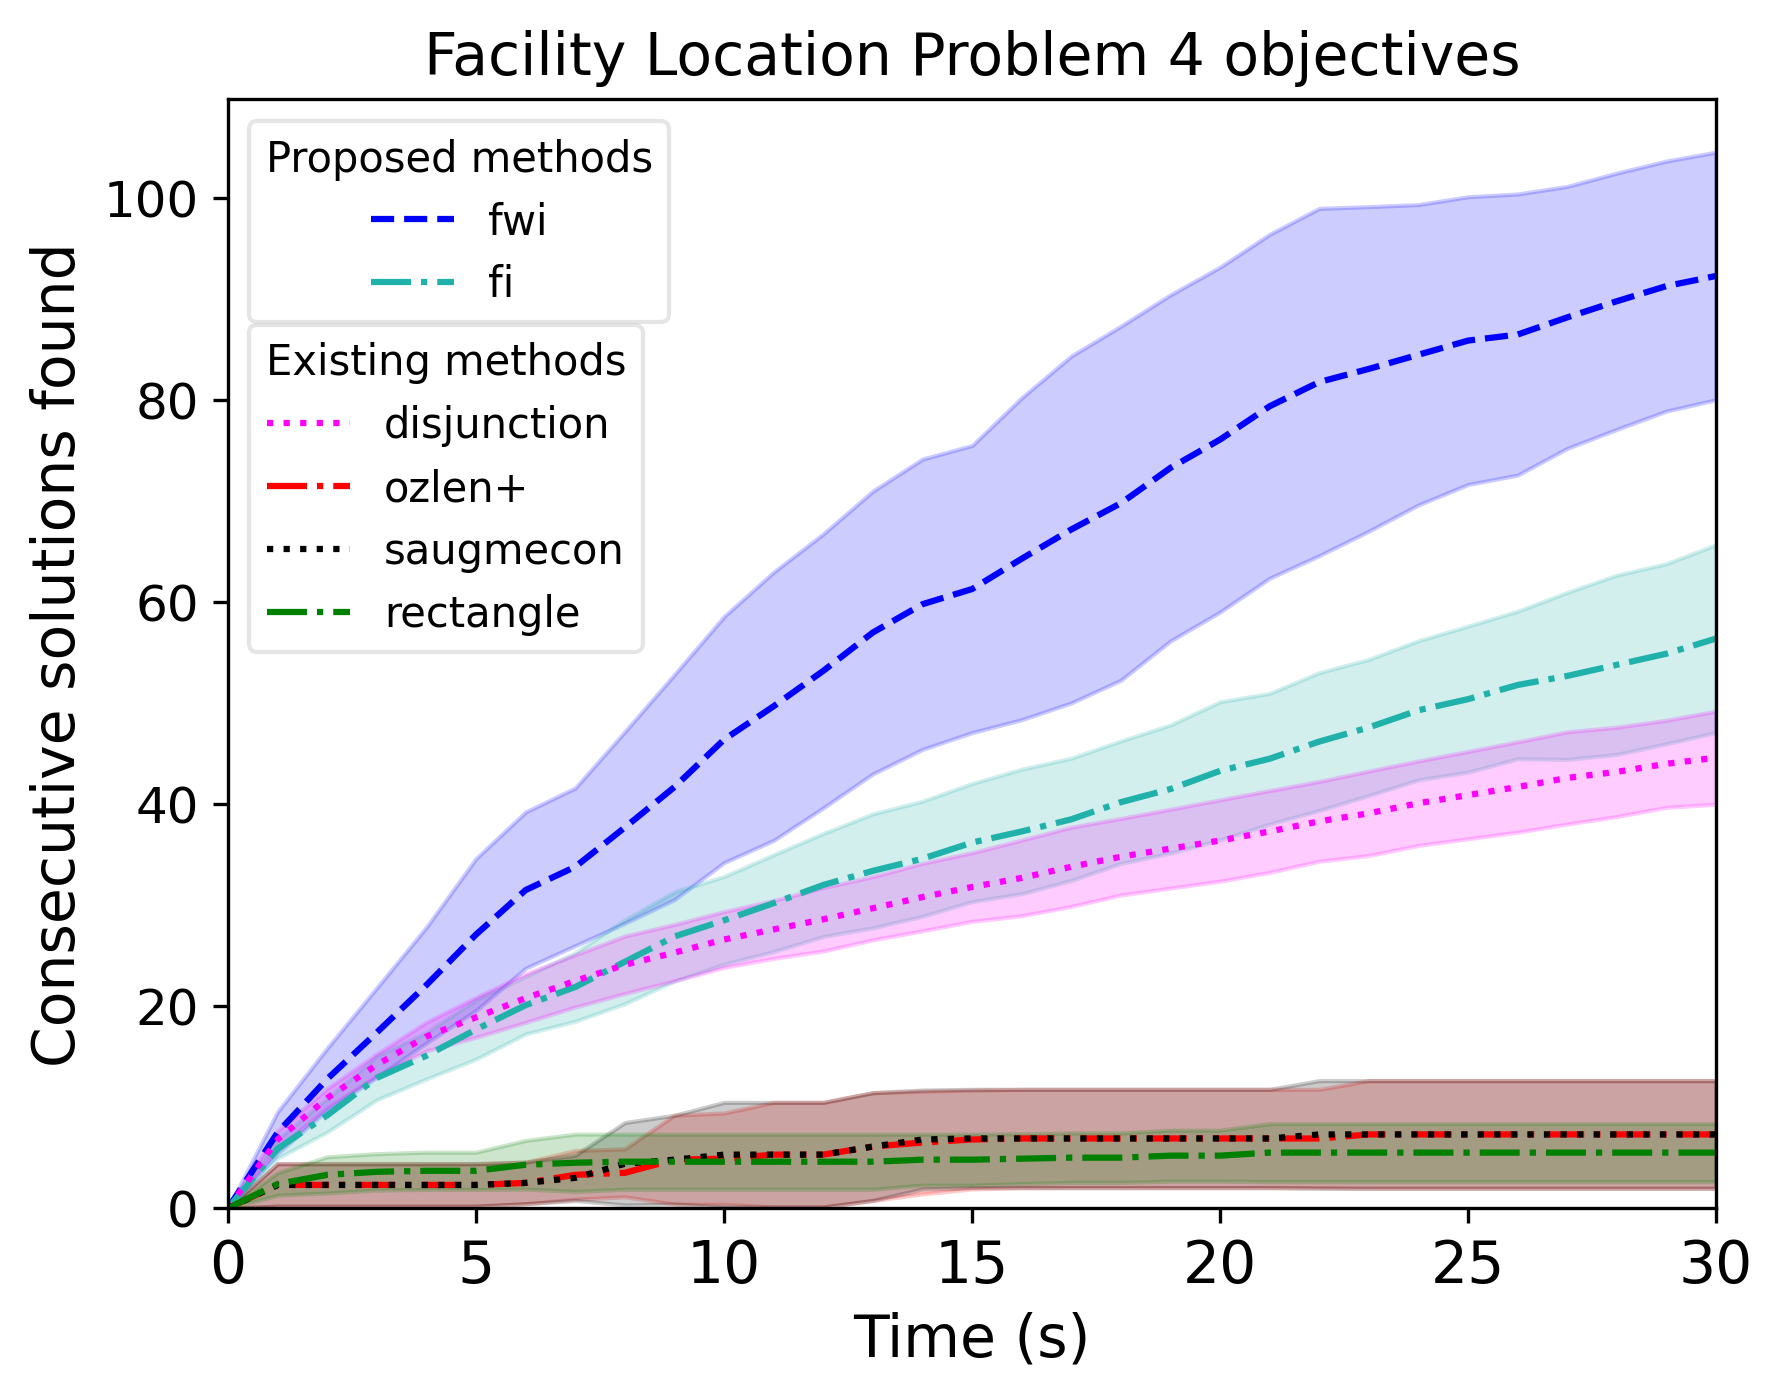 Facility Location Problem 4 objectives
Consecutive solutions found
100
80
60
40
20
0
Proposed methods
fwi
fi
Existing methods
disjunction
ozlen+
saugmecon
rectangle
0 5 10 15 20 25 30
Time (s)